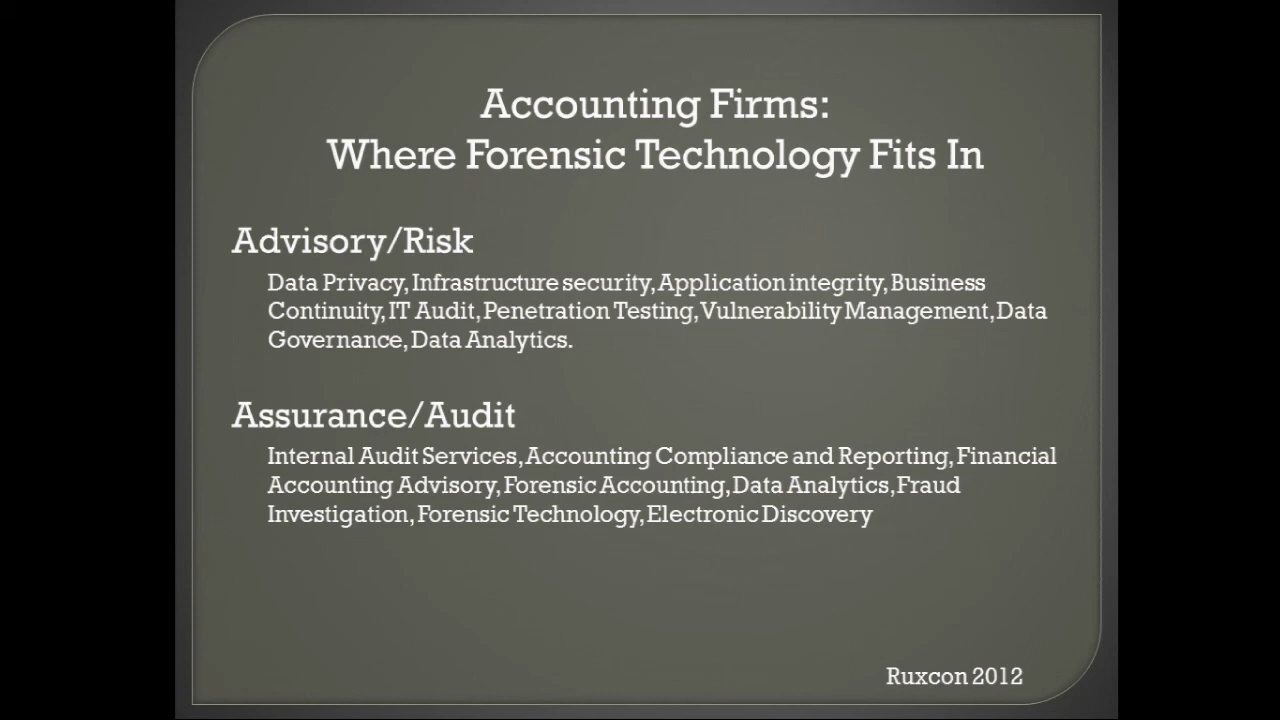 Accounting Firms:
Where Forensic Technology Fits In
Advisory/Risk
Data Privacy, Infrastructure security, Application integrity, Business
Continuity, IT Audit, Penetration Testing, Vulnerability Management, Data
Governance, Data Analytics.
Assurance/Audit
Internal Audit Services, Accounting Compliance and Reporting, Financial
Accounting Advisory, Forensic Accounting, Data Analytics, Fraud
Investigation, Forensic Technology, Electronic Discovery
Ruxcon 2012